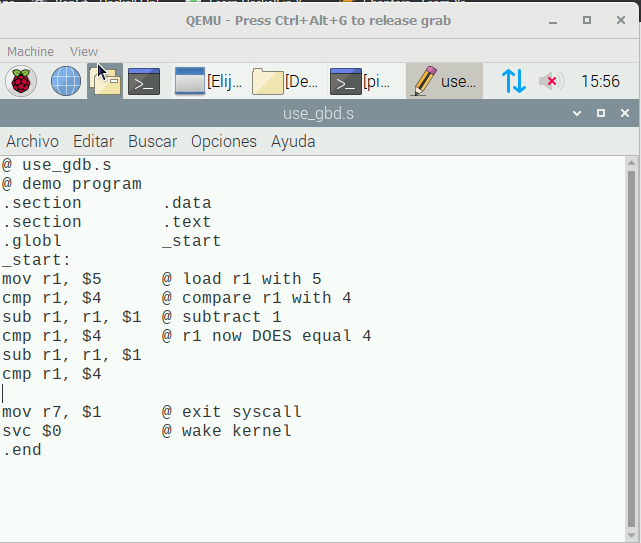 QEMU - Press Ctrl+Alt+G to release grab
Machine View
[Elij... [De... [pi... use... 15:56
use_gbd.s
Archivo Editar Buscar Opciones Ayuda
@ use_gdb.s
@ demo program
.section .data
.section .text
.globl _start
_start:
mov r1, $5 @ load r1 with 5
cmp r1, $4 @ compare r1 with 4
sub r1, r1, $1 @ subtract 1
cmp r1, $4 @ r1 now DOES equal 4
sub r1, r1, $1
cmp r1, $4
mov r7, $1 @ exit syscall
svc $0 @ wake kernel
.end